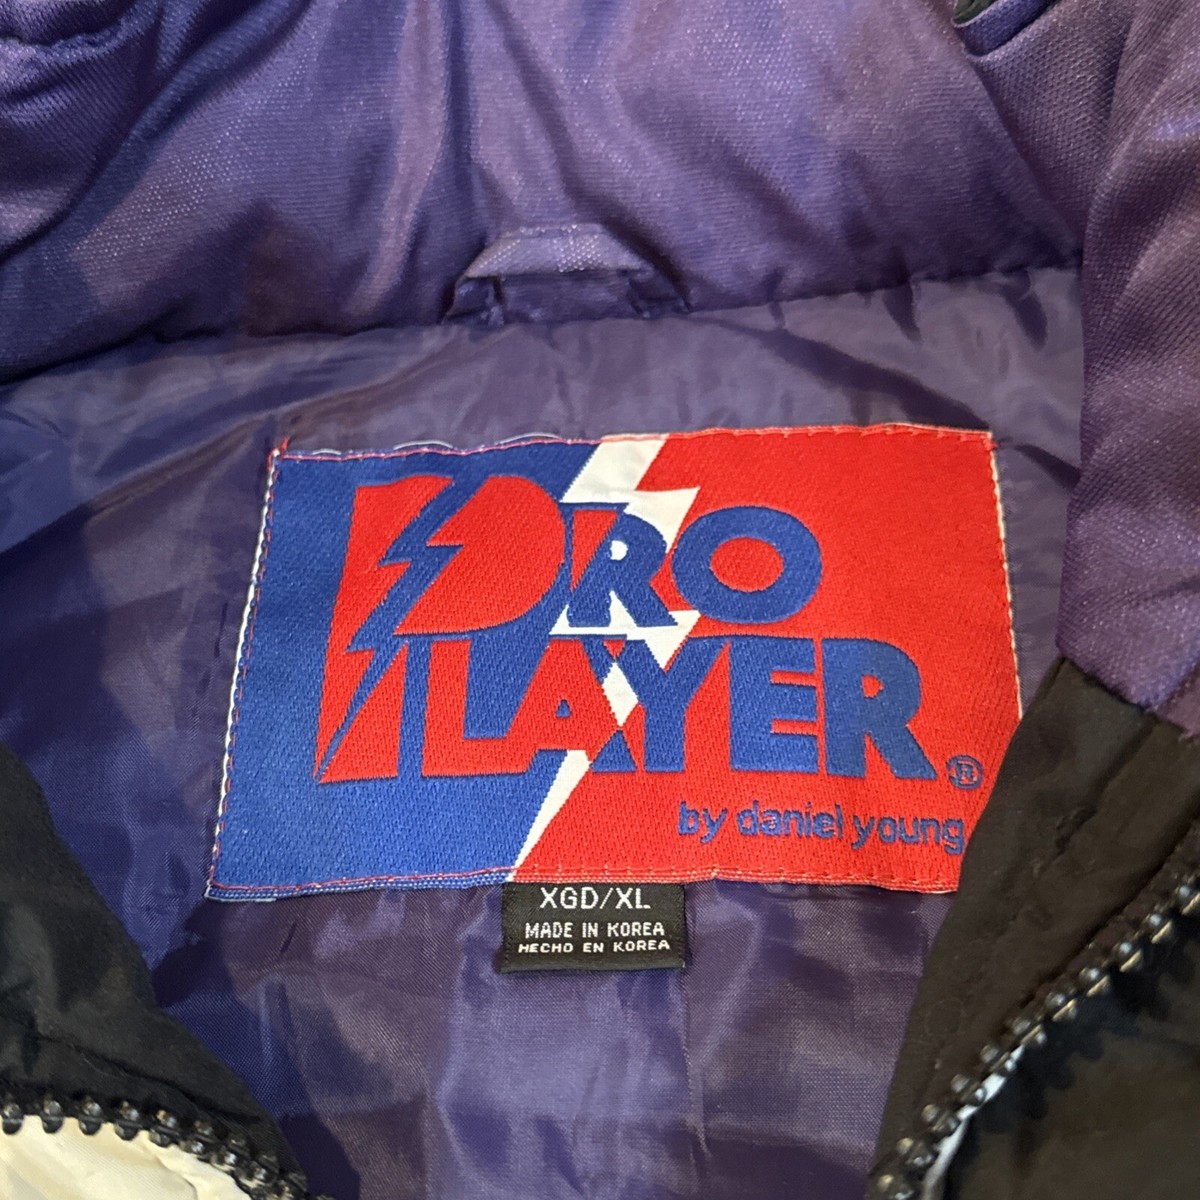 PRO
PLAYER®
by daniel young
XGD/XL
MADE IN KOREA
HECHO EN KOREA